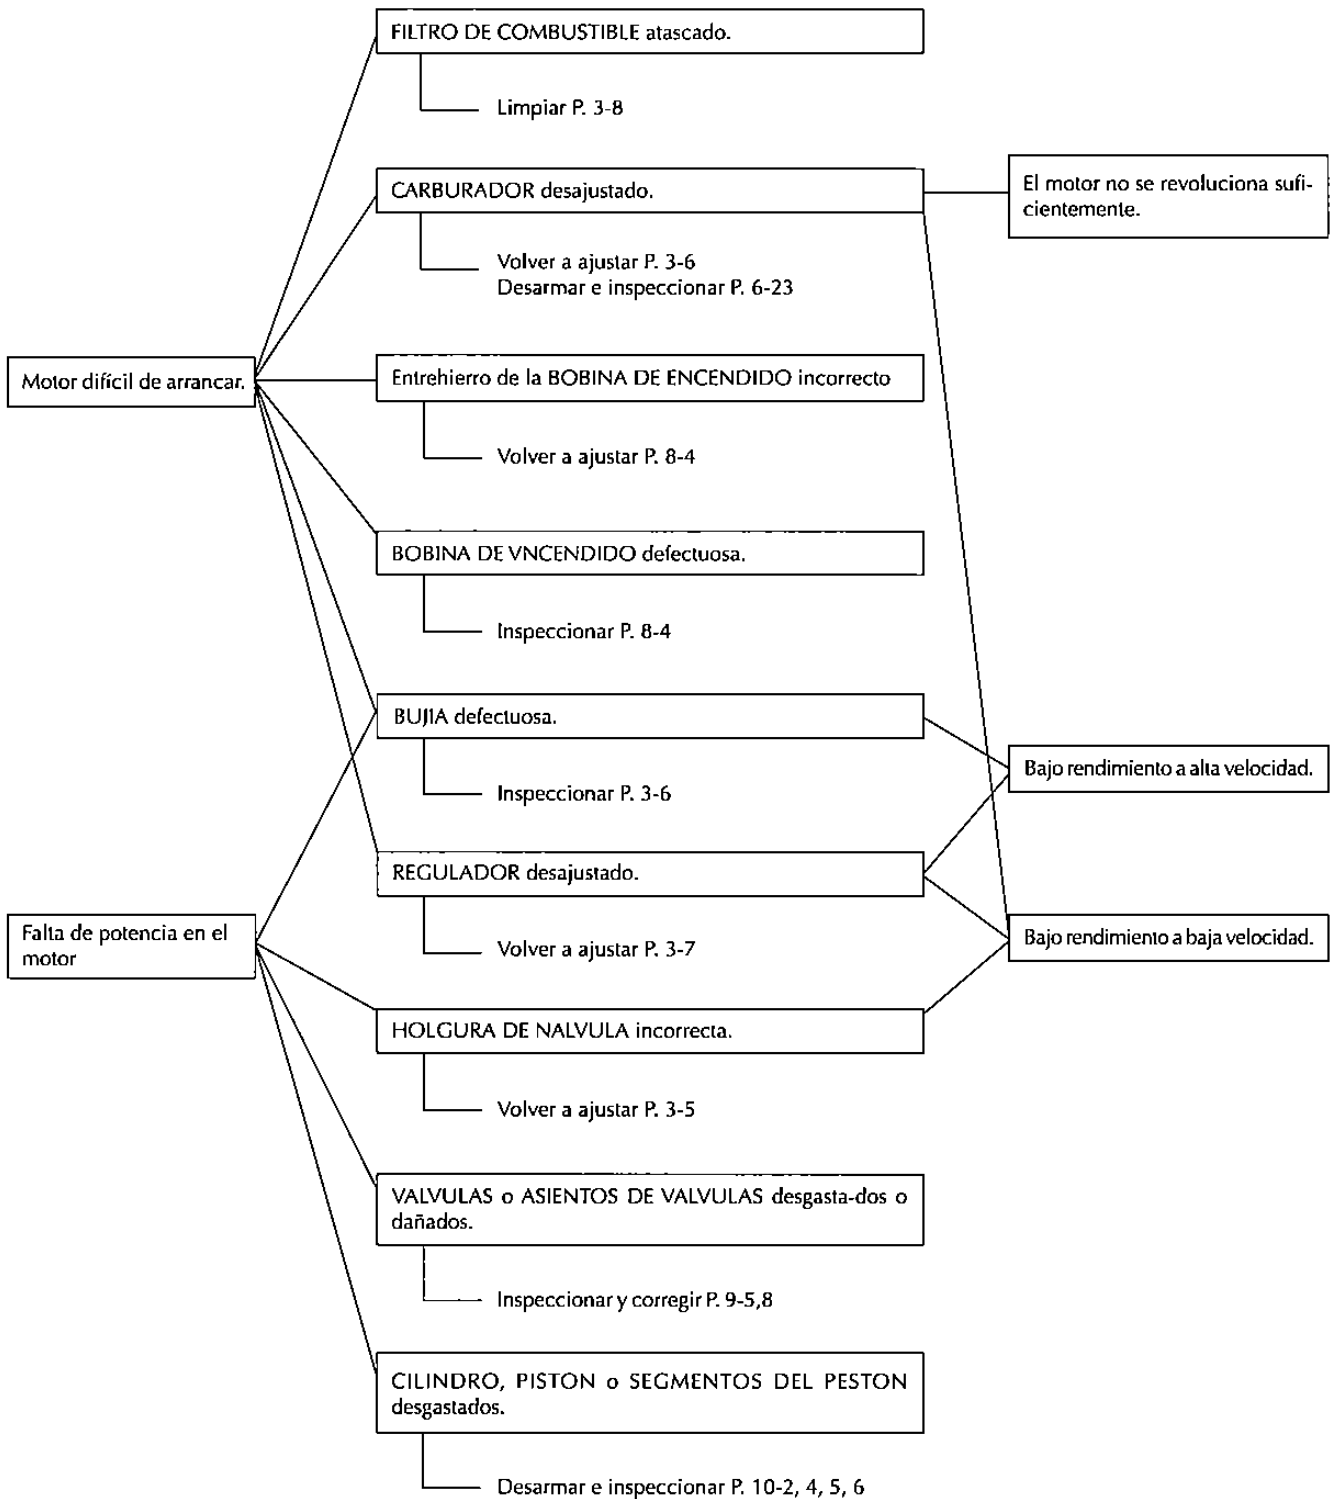 FILTRO DE COMBUSTIBLE atascado.
Limpiar P. 3-8
CARBURADOR desajustado.
El motor no se revoluciona sufi-
cientemente.
Volver a ajustar P. 3-6
Desarmar e inspeccionar P. 6-23
Motor difícil de arrancar.
Entrehierro de la BOBINA DE ENCENDIDO incorrecto
Volver a ajustar P. 8-4
BOBINA DE VNCENDIDO defectuosa.
Inspeccionar P. 8-4
BUJIA defectuosa.
Bajo rendimiento a alta velocidad.
Inspeccionar P. 3-6
REGULADOR desajustado.
Falta de potencia en el
motor
Bajo rendimiento a baja velocidad.
Volver a ajustar P. 3-7
HOLGURA DE NALVULA incorrecta.
Volver a ajustar P. 3-5
VALVULAS o ASIENTOS DE VALVULAS desgasta-dos o
dañados.
Inspeccionar y corregir P. 9-5,8
CILINDRO, PISTON o SEGMENTOS DEL PESTON
desgastados.
Desarmar e inspeccionar P. 10-2, 4, 5, 6